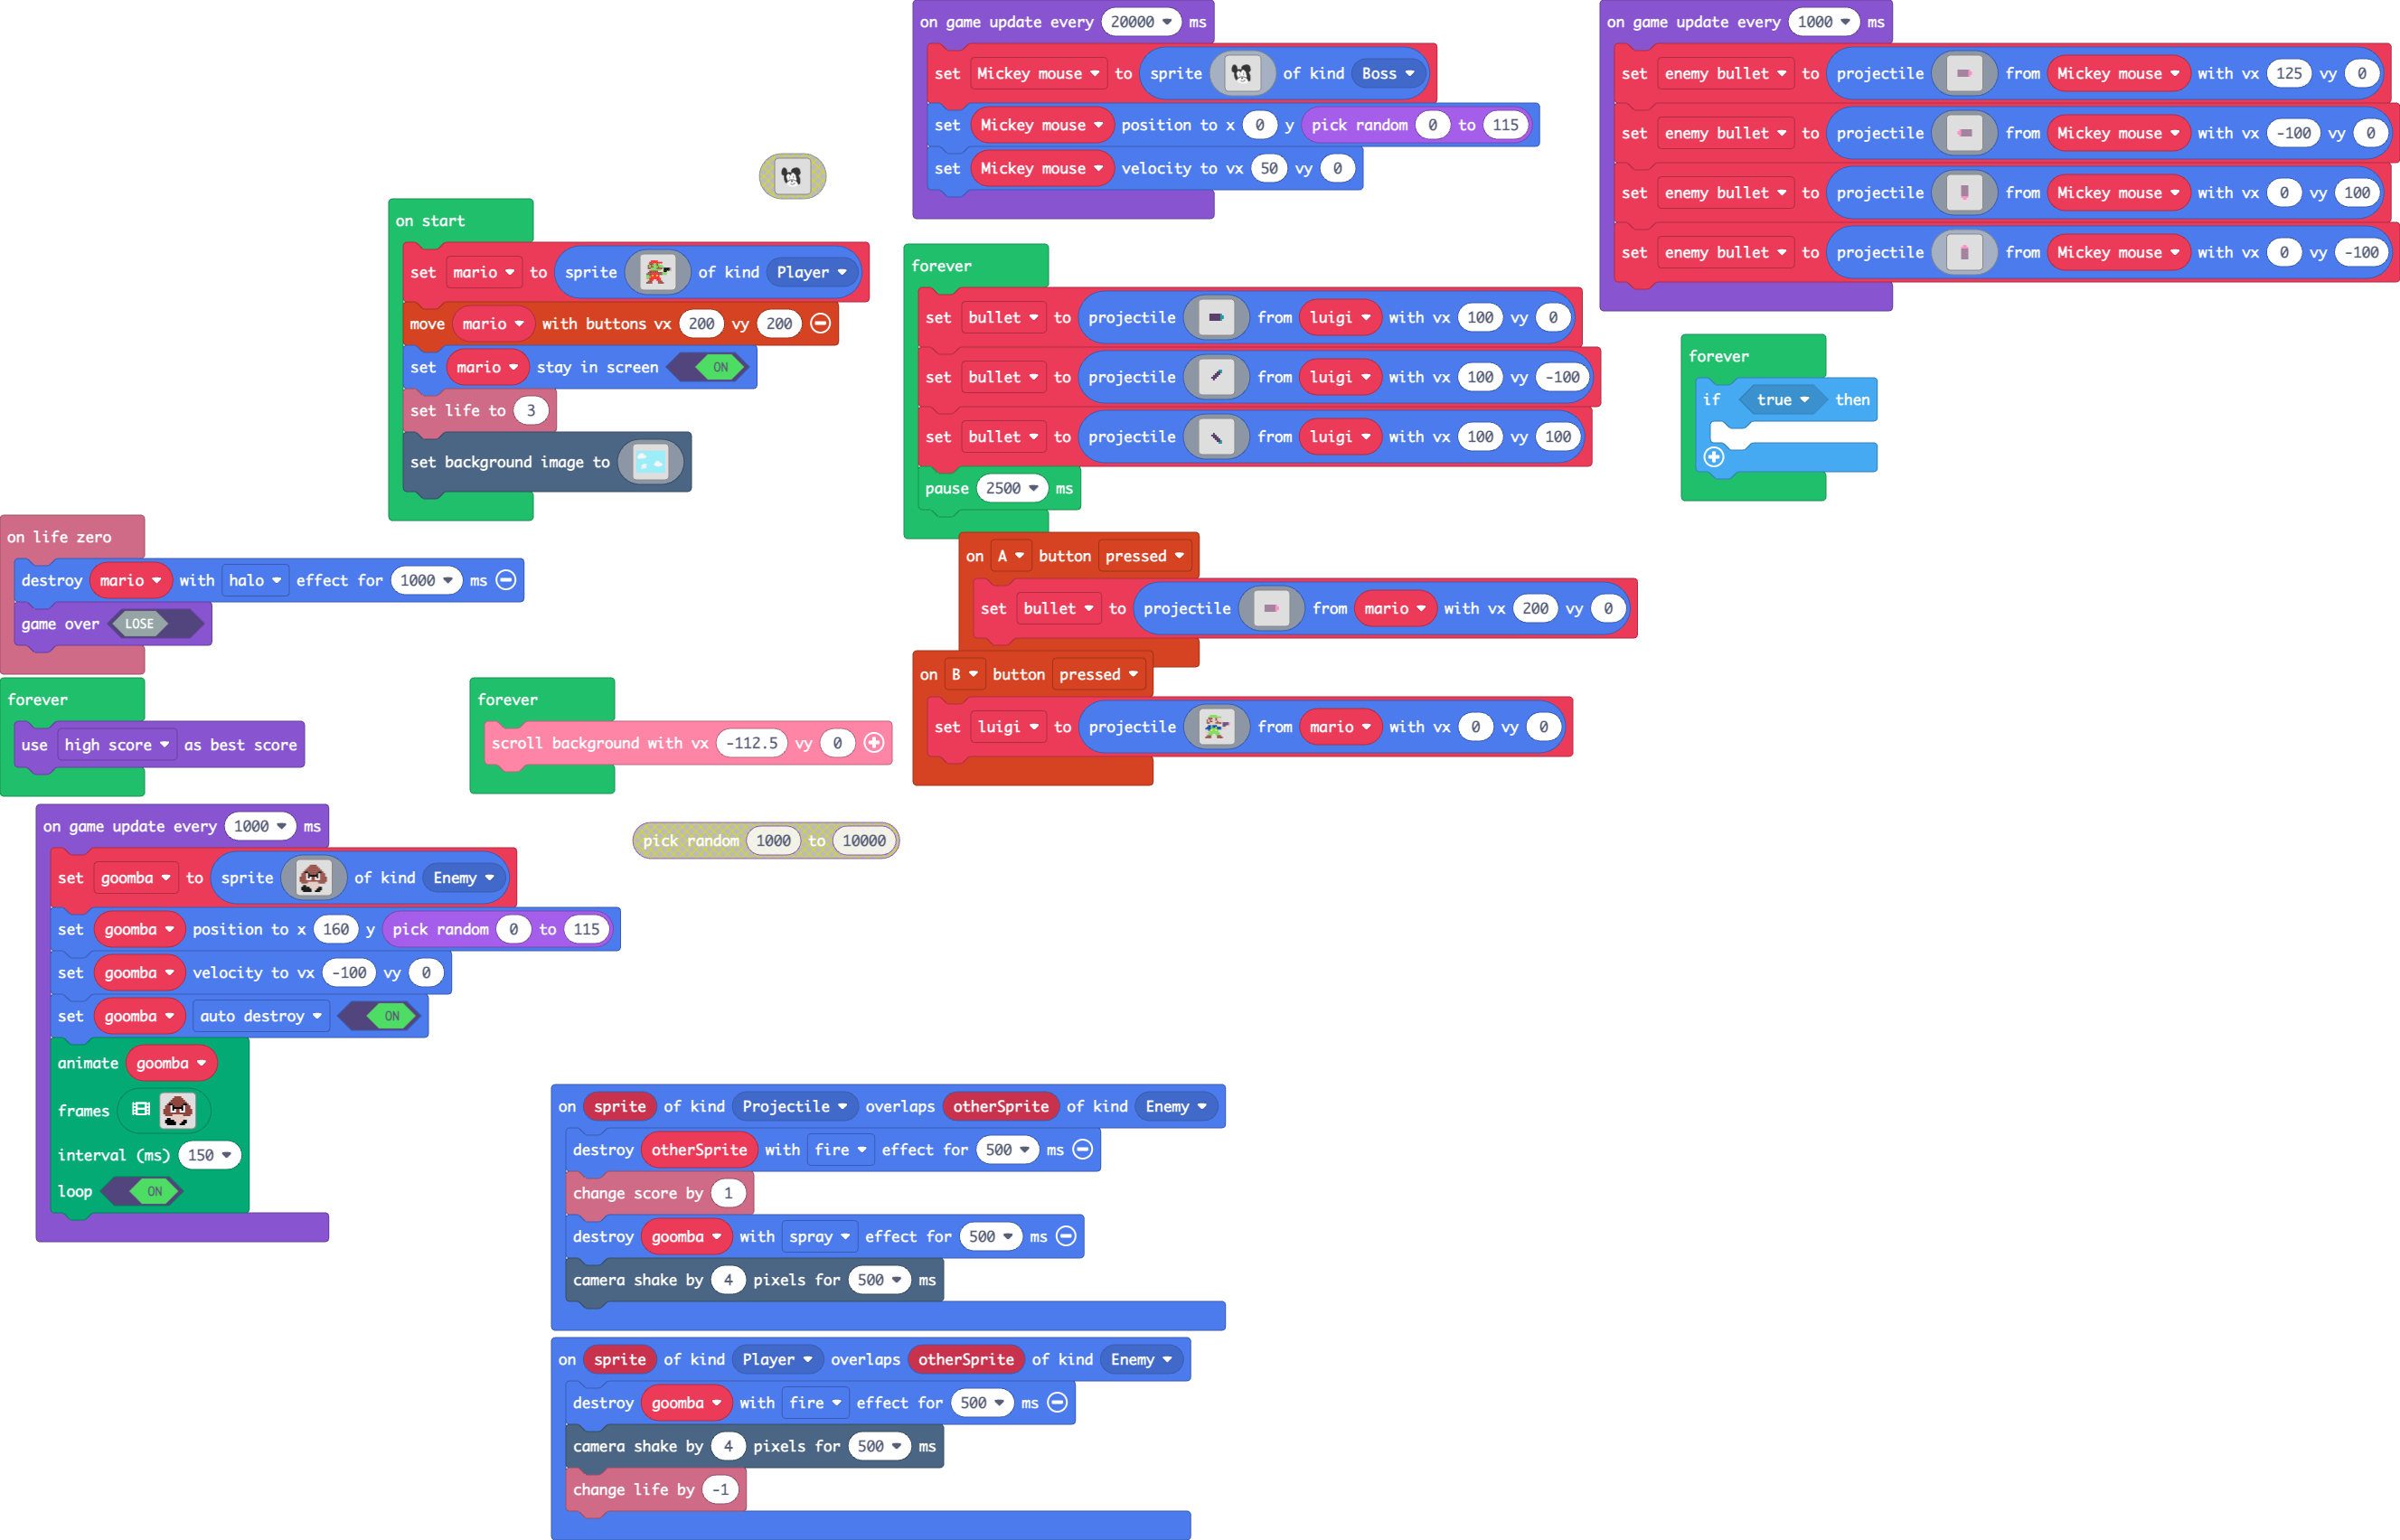 on start
set mario to sprite of kind Player
move mario with buttons vx 200 vy 200
set mario stay in screen ON
set life to 3
set background image to
on life zero
destroy mario with halo effect for 1000 ms
game over LOSE
forever
use high score as best score
forever
scroll background with vx -112.5 vy 0
on game update every 1000 ms
set goomba to sprite of kind Enemy
set goomba position to x 160 y pick random 0 to 115
set goomba velocity to vx -100 vy 0
set goomba auto destroy ON
animate goomba
frames
interval (ms) 150
loop ON
pick random 1000 to 10000
on game update every 20000 ms
set Mickey mouse to sprite of kind Boss
set Mickey mouse position to x 0 y pick random 0 to 115
set Mickey mouse velocity to vx 50 vy 0
forever
set bullet to projectile from luigi with vx 100 vy 0
set bullet to projectile from luigi with vx 100 vy -100
set bullet to projectile from luigi with vx 100 vy 100
pause 2500 ms
on A button pressed
set bullet to projectile from mario with vx 200 vy 0
on B button pressed
set luigi to projectile from mario with vx 0 vy 0
on game update every 1000 ms
set enemy bullet to projectile from Mickey mouse with vx 125 vy 0
set enemy bullet to projectile from Mickey mouse with vx -100 vy 0
set enemy bullet to projectile from Mickey mouse with vx 0 vy 100
set enemy bullet to projectile from Mickey mouse with vx 0 vy -100
forever
if true then
on sprite of kind Projectile overlaps otherSprite of kind Enemy
destroy otherSprite with fire effect for 500 ms
change score by 1
destroy goomba with spray effect for 500 ms
camera shake by 4 pixels for 500 ms
on sprite of kind Player overlaps otherSprite of kind Enemy
destroy goomba with fire effect for 500 ms
camera shake by 4 pixels for 500 ms
change life by -1